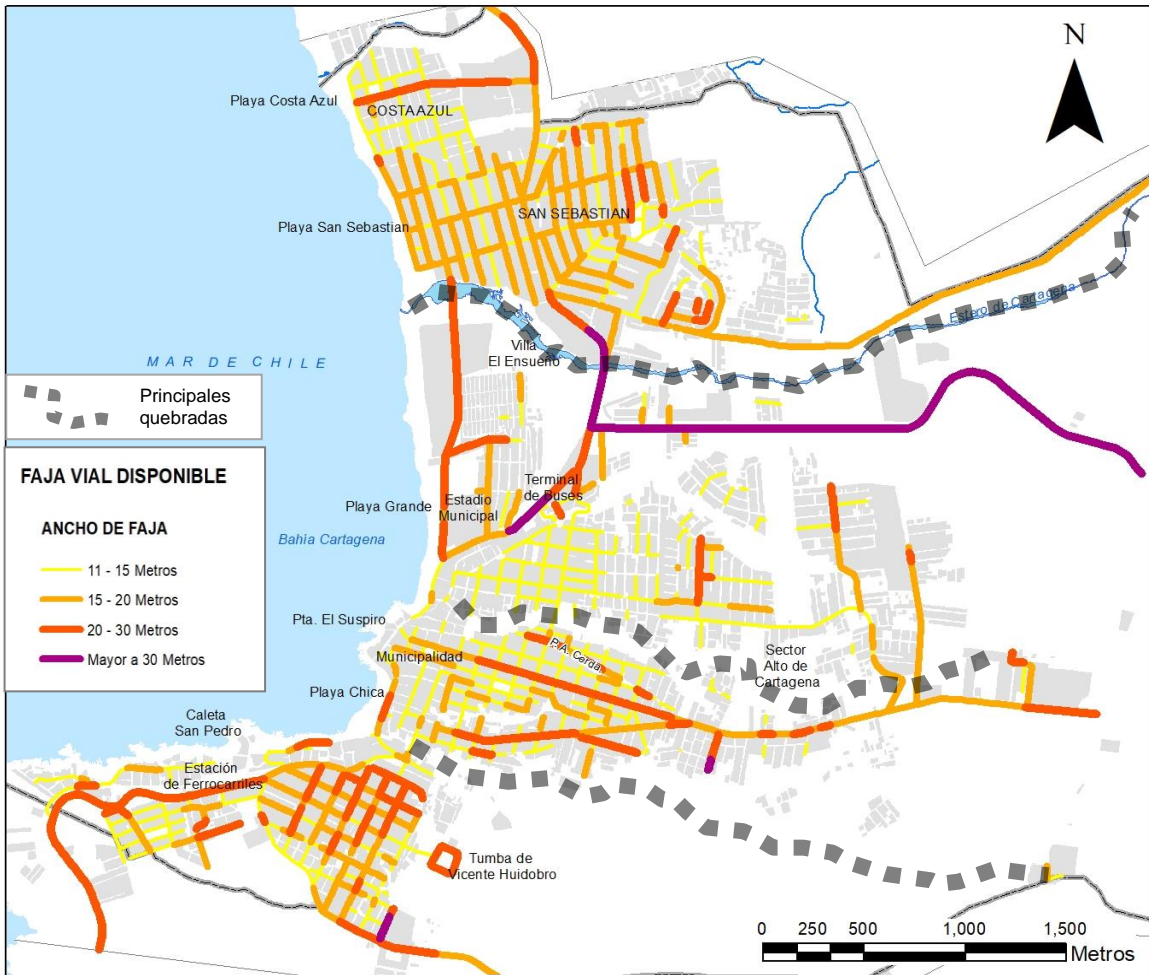 N
Playa Costa Azul
COSTA AZUL
SAN SEBASTIAN
Playa San Sebastian
Estero de Cartagena
Villa
El Ensueño
MAR DE CHILE
Principales
quebradas
FAJA VIAL DISPONIBLE
ANCHO DE FAJA
11 - 15 Metros
15 - 20 Metros
20 - 30 Metros
Mayor a 30 Metros
Terminal
de Buses
Playa Grande
Estadio
Municipal
Bahía Cartagena
Pta. El Suspiro
Municipalidad
P. A. Cerda
Sector
Alto de
Cartagena
Playa Chica
Caleta
San Pedro
Estación
de Ferrocarriles
Tumba de
Vicente Huidobro
0 250 500 1,000 1,500
Metros